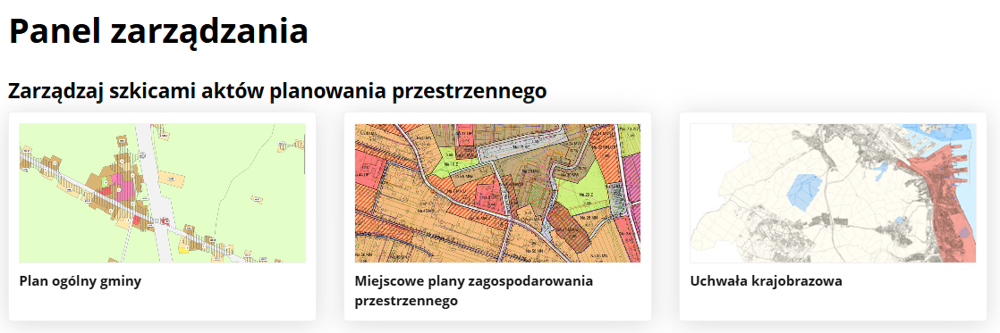 Panel zarządzania
Zarządzaj szkicami aktów planowania przestrzennego
Plan ogólny gminy
Miejscowe plany zagospodarowania
przestrzennego
Uchwała krajobrazowa